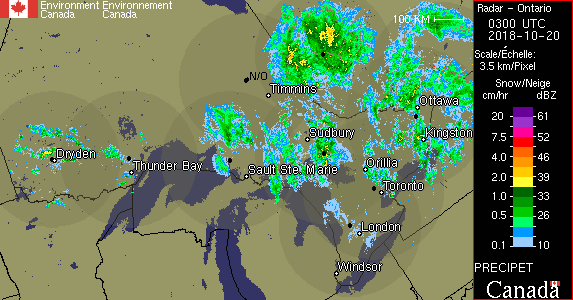 Environment Environnement
Canada Canada
100 KM
N/O
Timmins
Ottawa
Sudbury
Kingston
Dryden
Thunder Bay
Sault Ste. Marie
Orillia
Toronto
London
Windsor
Radar - Ontario
0300 UTC
2018-10-20
Scale/Échelle:
3.5 km/Pixel
Snow/Neige
cm/hr dBZ
20 61
7.5 57
5.5 52
4.0 46
2.0 39
1.0 33
0.5 26
0.1 10
PRECIPET
Canada